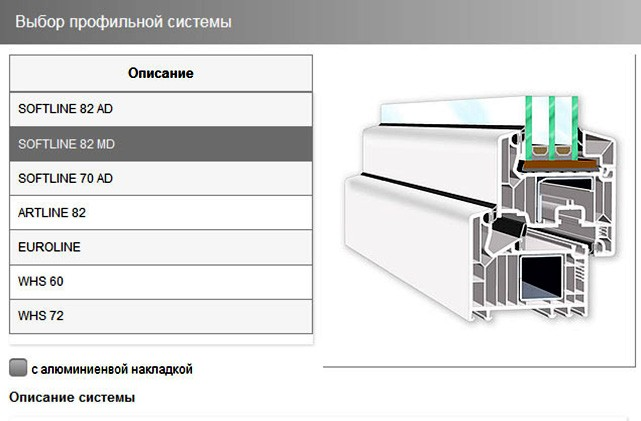 Выбор профильной системы
Описание
SOFTLINE 82 AD
SOFTLINE 82 MD
SOFTLINE 70 AD
ARTLINE 82
EUROLINE
WHS 60
WHS 72
с алюминиенвой накладкой
Описание системы